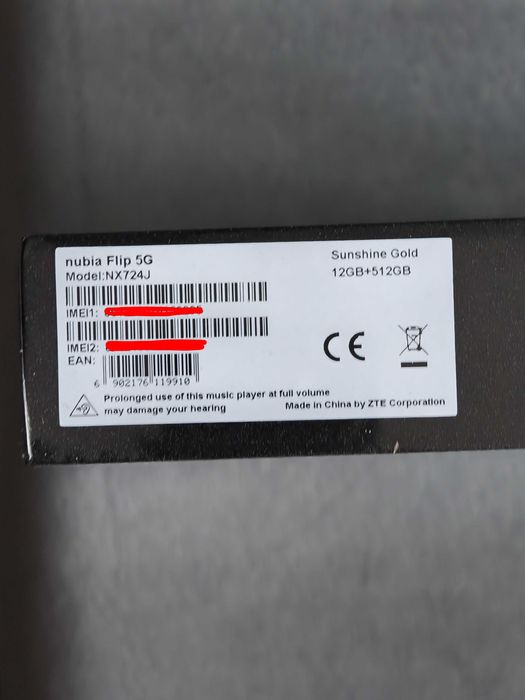 nubia Flip 5G
Model:NX724J
Sunshine Gold
12GB+512GB
IMEI1:
IMEI2:
EAN:
6 902176 119910
CE
Prolonged use of this music player at full volume
may damage your hearing
Made in China by ZTE Corporation